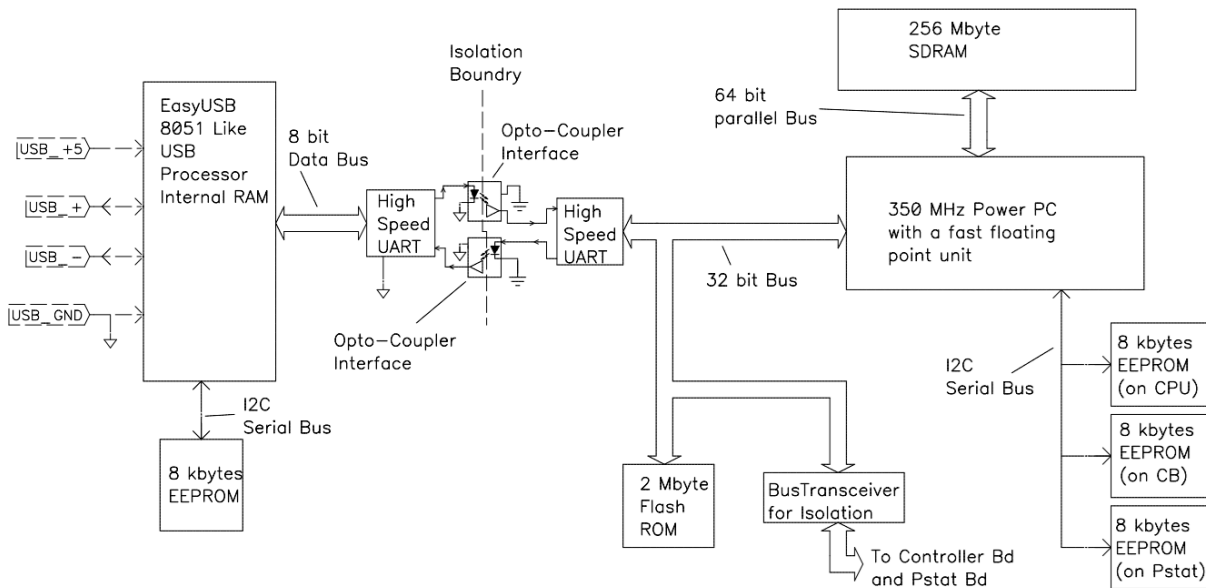 256 Mbyte
SDRAM
Isolation
Boundry
EasyUSB
8051 Like
USB
Processor
Internal RAM
64 bit
parallel Bus
Opto-Coupler
Interface
8 bit
Data Bus
USB_+5
USB_+
USB_-
USB_GND
High
Speed
UART
High
Speed
UART
350 MHz Power PC
with a fast floating
point unit
32 bit Bus
Opto-Coupler
Interface
I2C
Serial Bus
8 kbytes
EEPROM
(on CPU)
I2C
Serial Bus
8 kbytes
EEPROM
8 kbytes
EEPROM
(on CB)
2 Mbyte
Flash
ROM
BusTransceiver
for Isolation
8 kbytes
EEPROM
(on Pstat)
To Controller Bd
and Pstat Bd